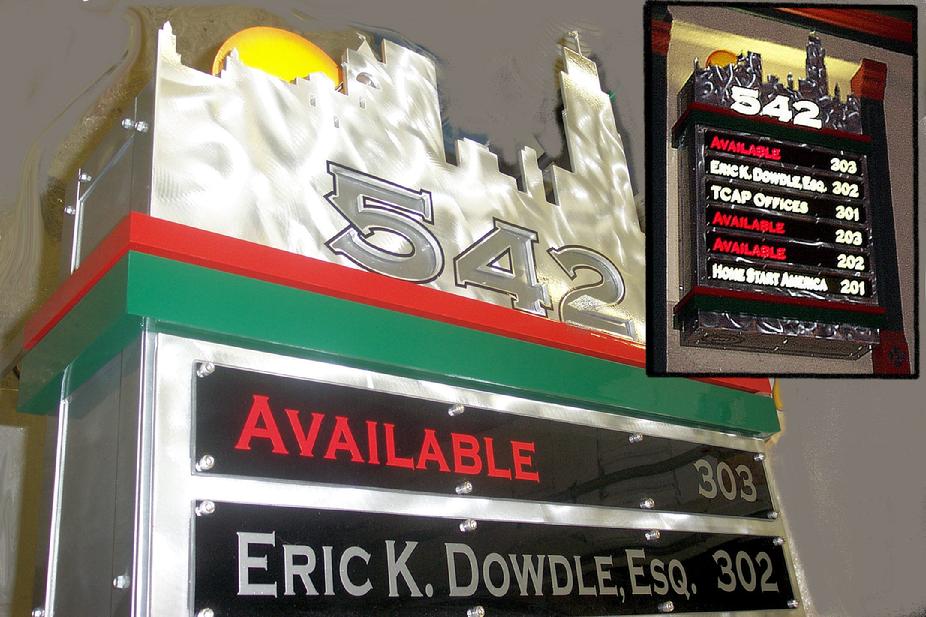 542
AVAILABLE 303
ERIC K. DOWDLE, ESQ. 302
542
AVAILABLE 303
ERIC K. DOWDLE, ESQ. 302
TCAP OFFICES 301
AVAILABLE 203
AVAILABLE 202
HOME START AMERICA 201